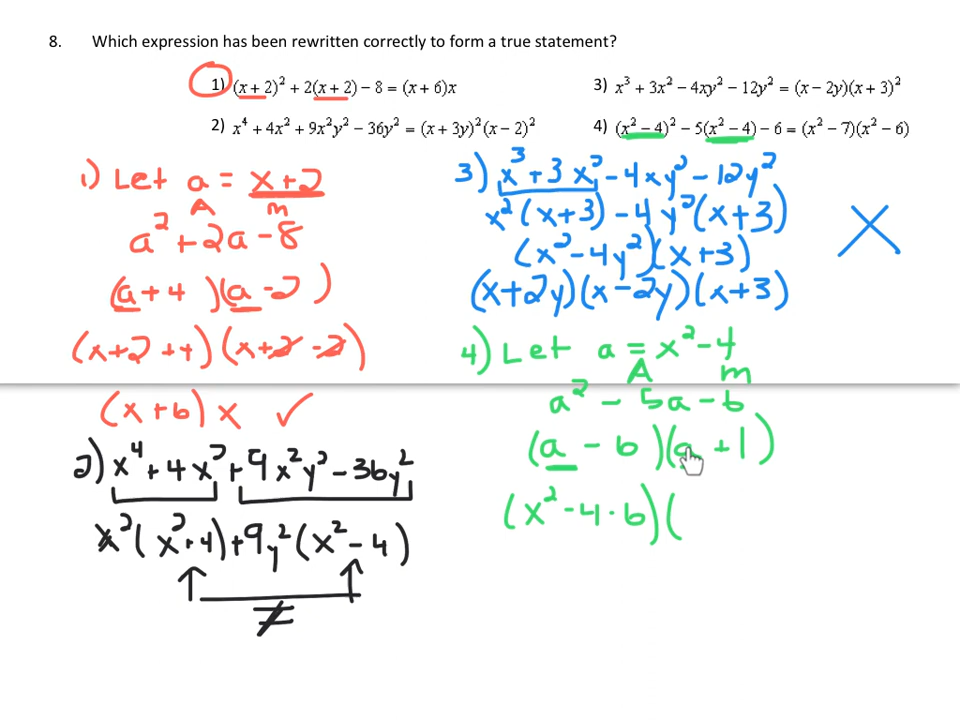 8. Which expression has been rewritten correctly to form a true statement?
1) (x + 2)² + 2(x + 2) − 8 = (x + 6)x
3) x³ + 3x² − 4xy² − 12y² = (x − 2y)(x + 3)²
2) x⁴ + 4x² + 9x²y² − 36y² = (x + 3y)²(x − 2)²
4) (x² − 4)² − 5(x² − 4) − 6 = (x² − 7)(x² − 6)
1) Let a = x+2
A m
a² + 2a - 8
(a + 4 )(a - 2 )
(x+2 +4) (x+2 -2)
(x + 6) x ✓
2) x⁴ + 4x² + 9x²y² - 36y²
x²(x² + 4) + 9y²(x² - 4)
≠
3) x³ + 3x² - 4xy² - 12y²
x²(x+3) - 4y²(x+3)
(x² - 4y²)(x+3)
(x+2y)(x-2y)(x+3)
X
4) Let a = x² - 4
A m
a² - 5a - 6
(a - 6)(a + 1)
(x² - 4 · 6)(